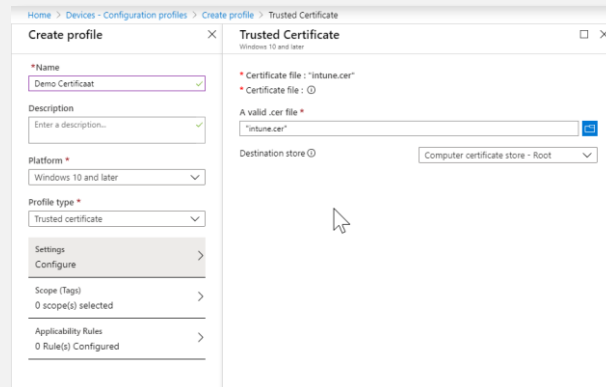 Home > Devices - Configuration profiles > Create profile > Trusted Certificate
Create profile
*Name
Demo Certificaat
Description
Enter a description...
Platform *
Windows 10 and later
Profile type *
Trusted certificate
Settings
Configure
Scope (Tags)
0 scope(s) selected
Applicability Rules
0 Rule(s) Configured
Trusted Certificate
Windows 10 and later
* Certificate file : "intune.cer"
* Certificate file :
A valid .cer file *
"intune.cer"
Destination store
Computer certificate store - Root